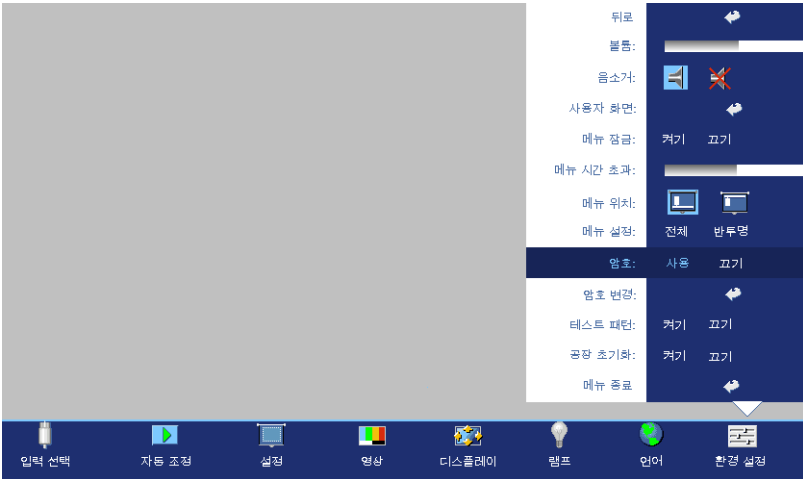 뒤로
볼륨:
음소거:
사용자 화면:
메뉴 잠금: 켜기 끄기
메뉴 시간 초과:
메뉴 위치:
메뉴 설정: 전체 반투명
암호: 사용 끄기
암호 변경:
테스트 패턴: 켜기 끄기
공장 초기화: 켜기 끄기
메뉴 종료
입력 선택 자동 조정 설정 영상 디스플레이 램프 언어 환경 설정